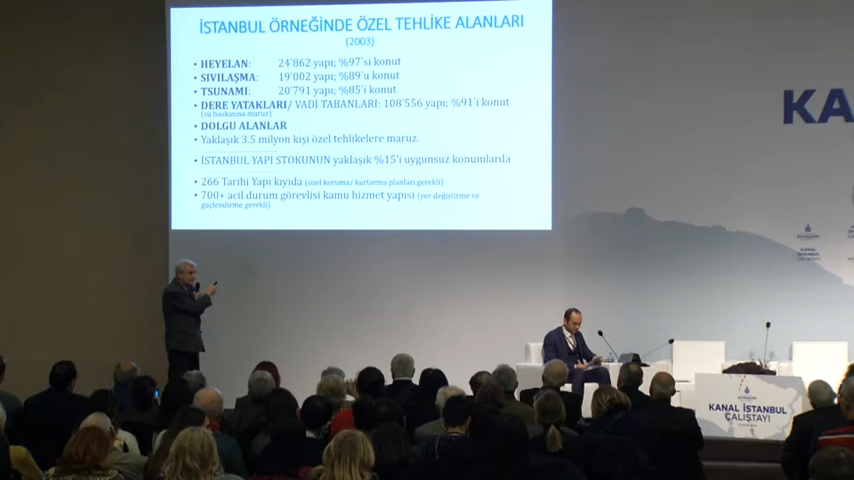 İSTANBUL ÖRNEĞİNDE ÖZEL TEHLİKE ALANLARI
(2003)
• HEYELAN: 24'862 yapı; %97'si konut
• SIVILAŞMA: 19'002 yapı; %89'u konut
• TSUNAMI: 20'791 yapı; %85'i konut
• DERE YATAKLARI/ VADİ TABANLARI: 108'556 yapı; %91'i konut
(su baskınına maruz)
• DOLGU ALANLAR
• Yaklaşık 3.5 milyon kişi özel tehlikelere maruz.
• İSTANBUL YAPI STOKUNUN yaklaşık %15'i uygunsuz konumlarda
• 266 Tarihi Yapı kıyıda (özel koruma/ kurtarma planları gerekli)
• 700+ acil durum görevlisi kamu hizmet yapısı (yer değiştirme ve
güçlendirme gerekli)
KANA
KANAL İSTANBUL
ÇALIŞTAYI